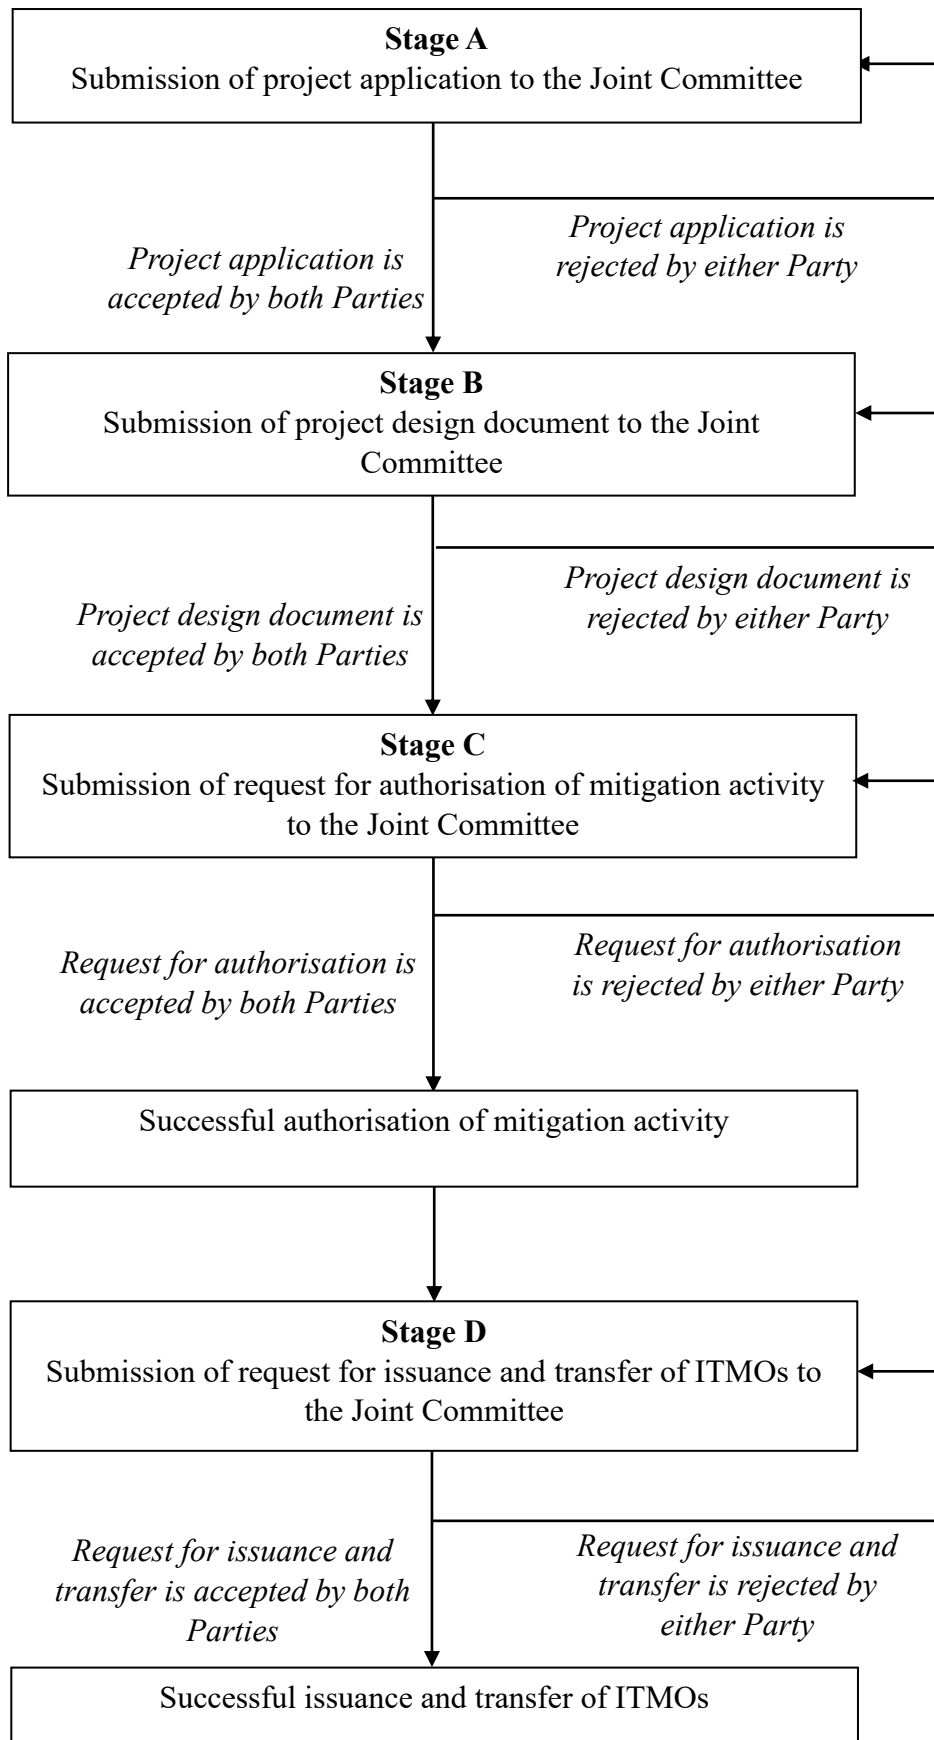 Stage A
Submission of project application to the Joint Committee
Project application is
rejected by either Party
Project application is
accepted by both Parties
Stage B
Submission of project design document to the Joint
Committee
Project design document is
rejected by either Party
Project design document is
accepted by both Parties
Stage C
Submission of request for authorisation of mitigation activity
to the Joint Committee
Request for authorisation
is rejected by either Party
Request for authorisation is
accepted by both Parties
Successful authorisation of mitigation activity
Stage D
Submission of request for issuance and transfer of ITMOs to
the Joint Committee
Request for issuance and
transfer is rejected by
either Party
Request for issuance and
transfer is accepted by both
Parties
Successful issuance and transfer of ITMOs